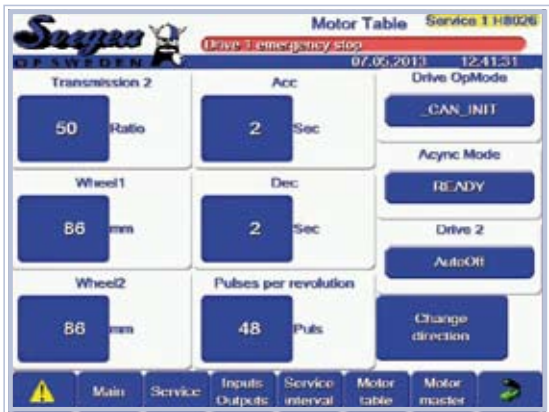 Motor Table
Service 1 H8026
Drive 1 emergency stop
OP SWEDEN
07.05.2013 12:41:31
Transmission 2
50 Ratio
Acc
2 Sec
Drive OpMode
_CAN_INIT
Acync Mode
READY
Wheel1
86 mm
Dec
2 Sec
Drive 2
AutoOff
Wheel2
86 mm
Pulses per revolution
48 Puls
Change
direction
Main
Service
Inputs
Outputs
Service
interval
Motor
table
Motor
master